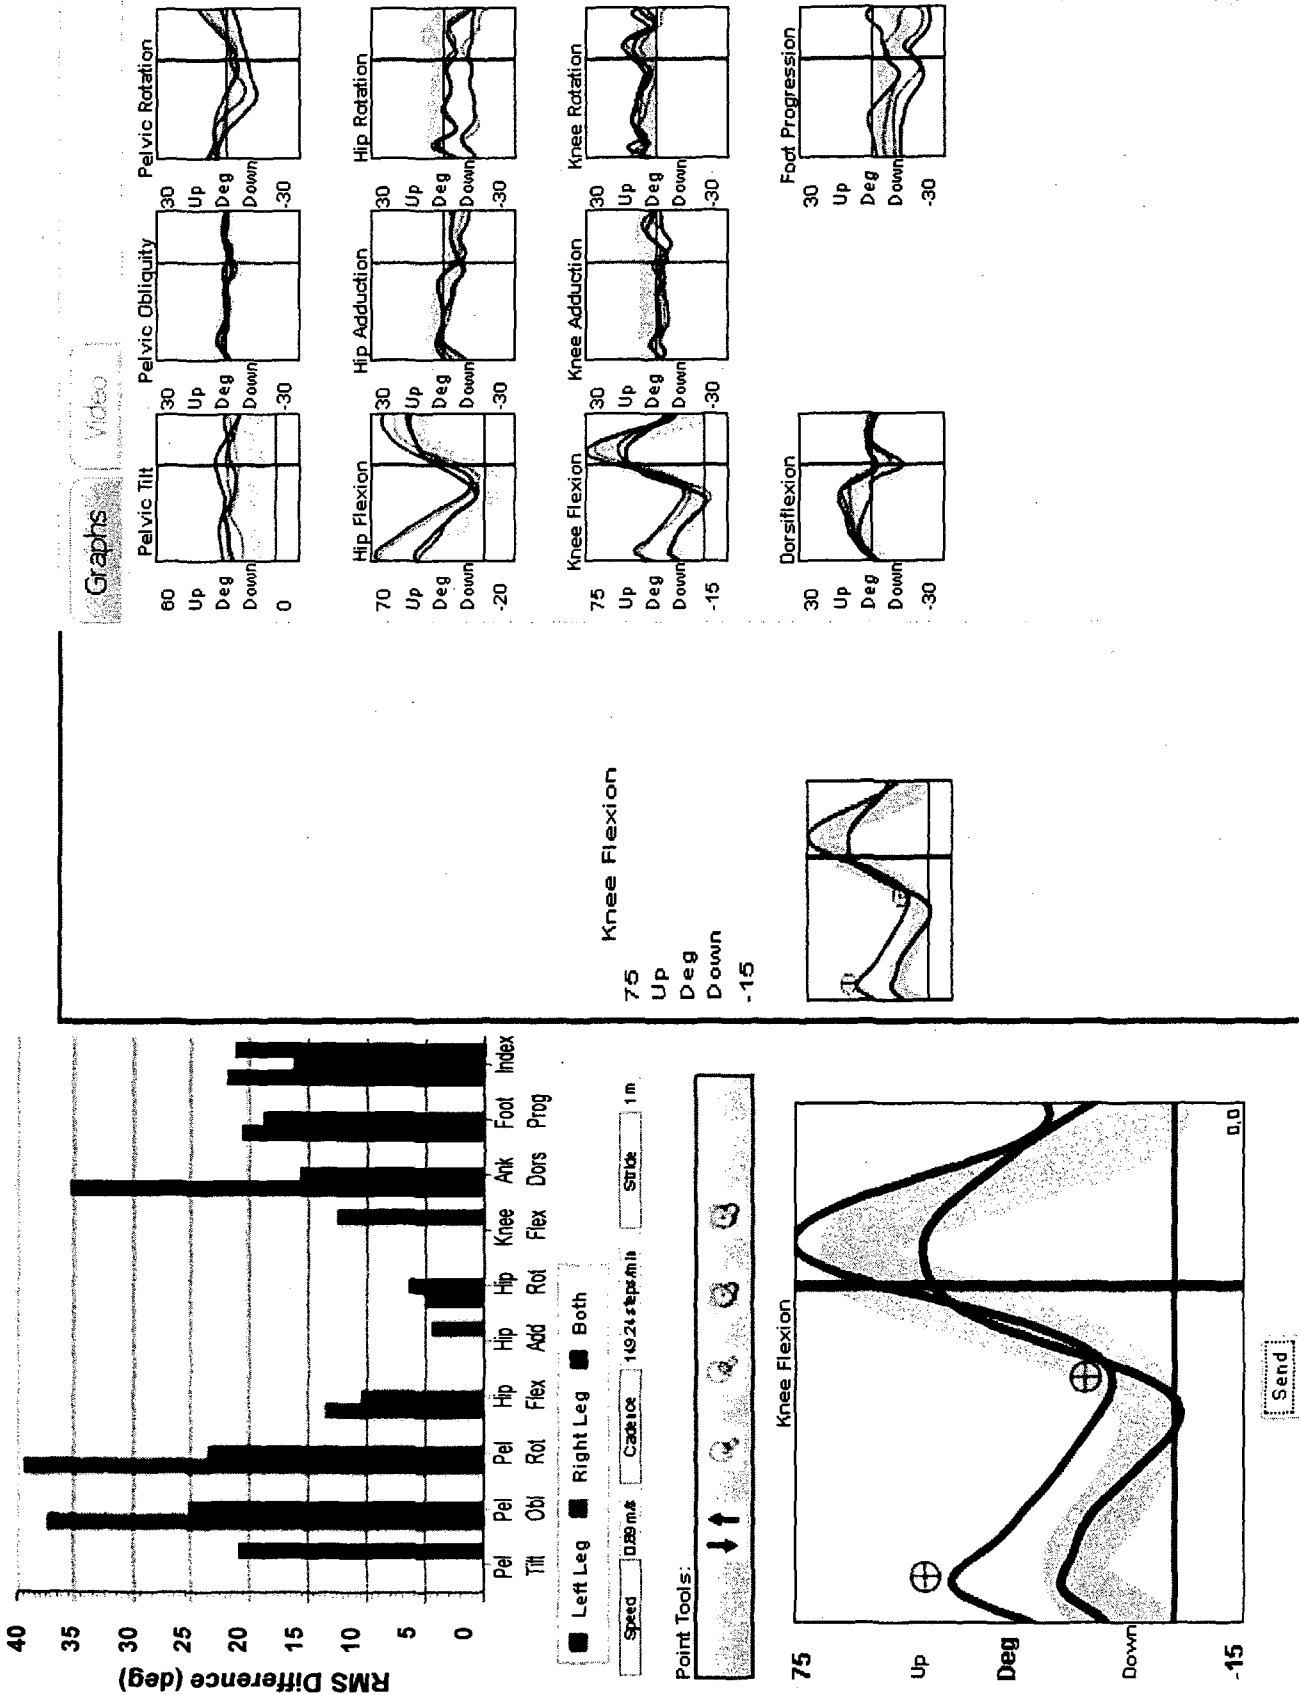 Graphs
Video
Pelvic Tilt
60
Up
Deg
Down
0
Pelvic Obliquity
30
Up
Deg
Down
-30
Pelvic Rotation
30
Up
Deg
Down
-30
Hip Flexion
70
Up
Deg
Down
-20
Hip Adduction
30
Up
Deg
Down
-30
Hip Rotation
30
Up
Deg
Down
-30
Knee Flexion
75
Up
Deg
Down
-15
Knee Adduction
30
Up
Deg
Down
-30
Knee Rotation
30
Up
Deg
Down
-30
Dorsiflexion
30
Up
Deg
Down
-30
Foot Progression
30
Up
Deg
Down
-30
RMS Difference (deg)
40
35
30
25
20
15
10
5
0
Pel Tilt
Pel Obl
Pel Rot
Hip Flex
Hip Add
Hip Rot
Knee Flex
Ank Dors
Foot Prog
Index
Left Leg Right Leg Both
Speed 0.89 m/s Cadence 149.24 steps/min Stride 1 m
Point Tools:
Knee Flexion
75
Up
Deg
Down
-15
0,0
Send
Knee Flexion
75
Up
Deg
Down
-15